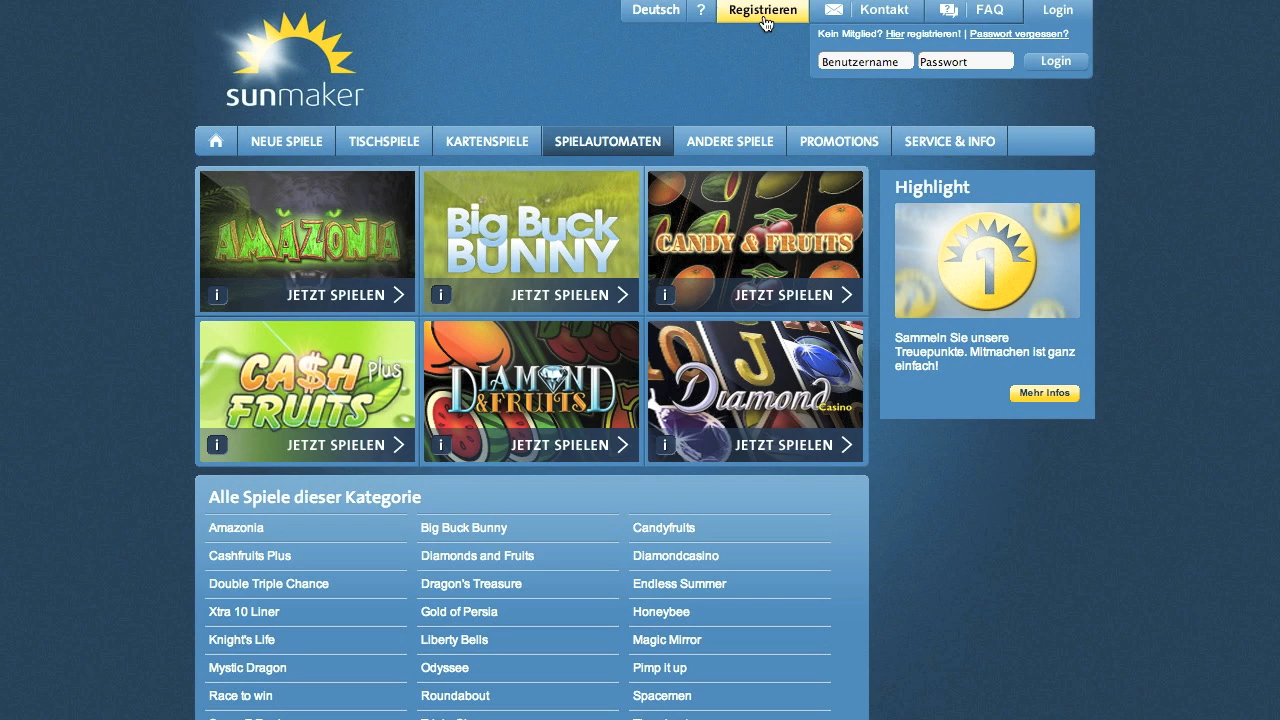 Deutsch ? Registrieren Kontakt FAQ Login
Kein Mitglied? Hier registrieren! | Passwort vergessen?
Benutzername Passwort Login
sunmaker
NEUE SPIELE TISCHSPIELE KARTENSPIELE SPIELAUTOMATEN ANDERE SPIELE PROMOTIONS SERVICE & INFO
AMAZONIA
i JETZT SPIELEN
Big Buck
BUNNY
i JETZT SPIELEN
CANDY & FRUITS
i JETZT SPIELEN
CA$H plus
FRUITS
i JETZT SPIELEN
DIAMOND
& FRUITS
i JETZT SPIELEN
J
Diamond
Casino
i JETZT SPIELEN
Highlight
1
Sammeln Sie unsere
Treuepunkte. Mitmachen ist ganz
einfach!
Mehr Infos
Alle Spiele dieser Kategorie
Amazonia Big Buck Bunny Candyfruits
Cashfruits Plus Diamonds and Fruits Diamondcasino
Double Triple Chance Dragon's Treasure Endless Summer
Xtra 10 Liner Gold of Persia Honeybee
Knight's Life Liberty Bells Magic Mirror
Mystic Dragon Odyssee Pimp it up
Race to win Roundabout Spacemen